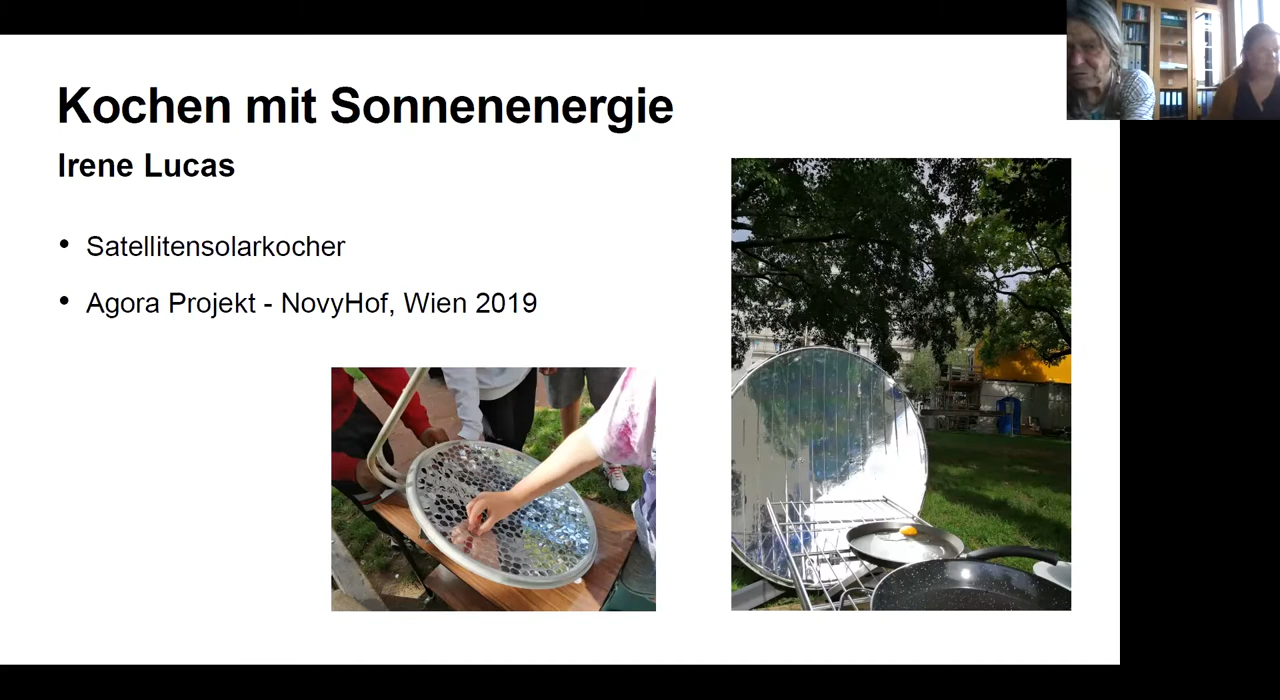 Kochen mit Sonnenenergie
Irene Lucas
• Satellitensolarkocher
• Agora Projekt - NovyHof, Wien 2019